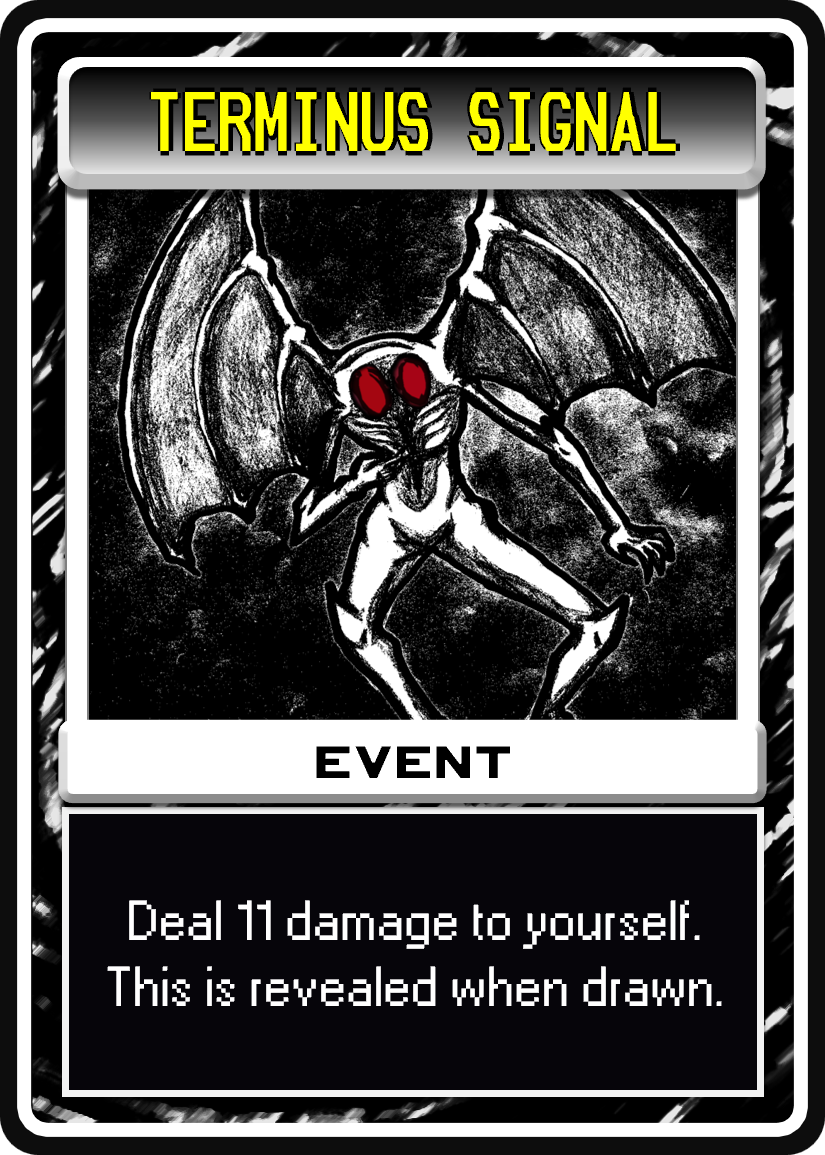 TERMINUS SIGNAL
EVENT
Deal 11 damage to yourself.
This is revealed when drawn.